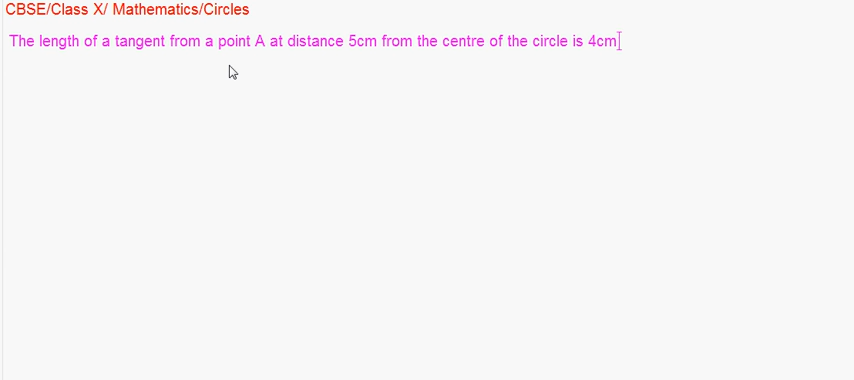 CBSE/Class X/ Mathematics/Circles
The length of a tangent from a point A at distance 5cm from the centre of the circle is 4cm